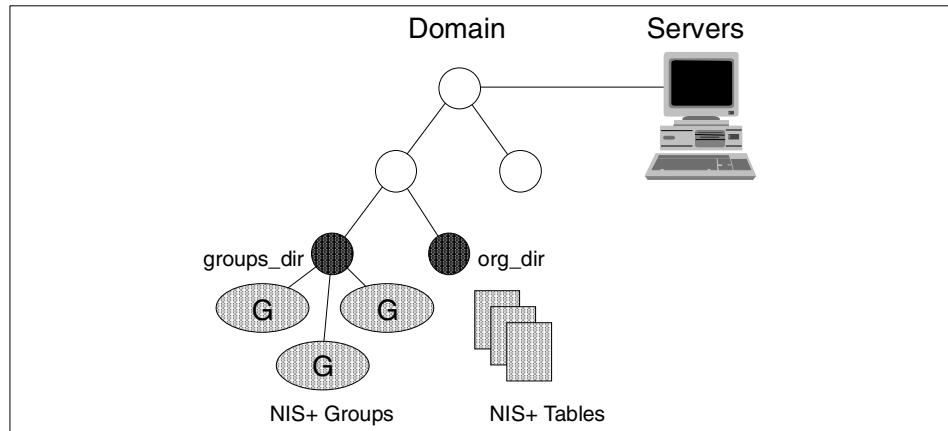 Domain
Servers
groups_dir
org_dir
G
G
G
NIS+ Groups
NIS+ Tables